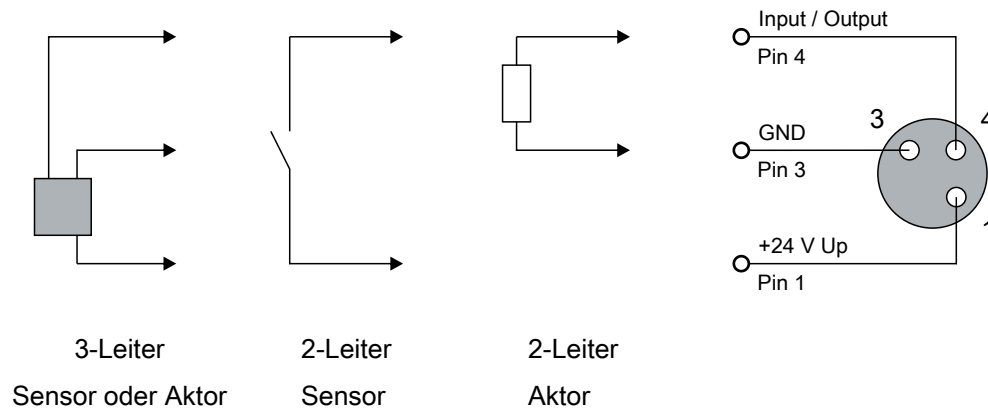 Input / Output
Pin 4
3
4
GND
Pin 3
+24 V Up
1
Pin 1
3-Leiter
Sensor oder Aktor
2-Leiter
Sensor
2-Leiter
Aktor